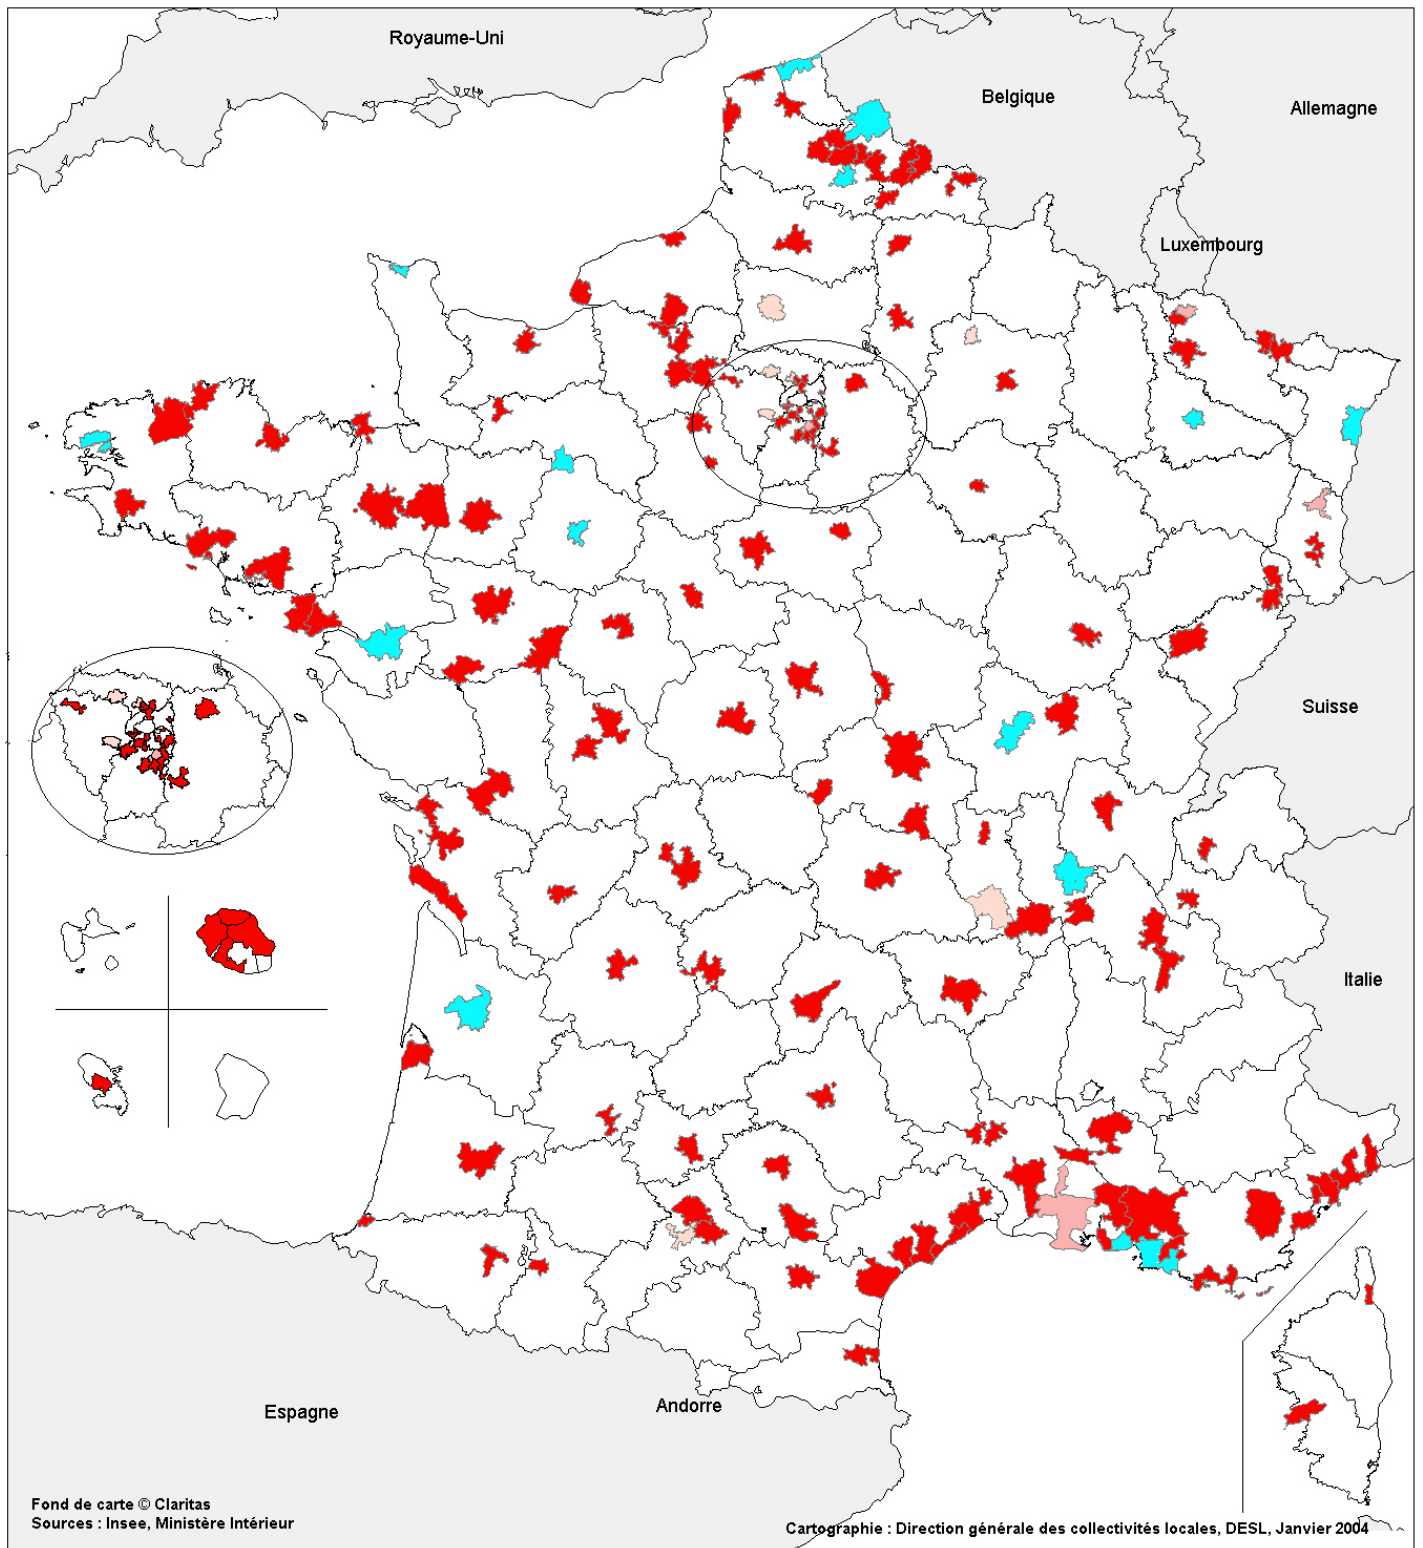 Royaume-Uni
Belgique
Allemagne
Luxembourg
Suisse
Italie
Espagne
Andorre
Fond de carte © Claritas
Sources : Insee, Ministère Intérieur
Cartographie : Direction générale des collectivités locales, DESL, Janvier 2004